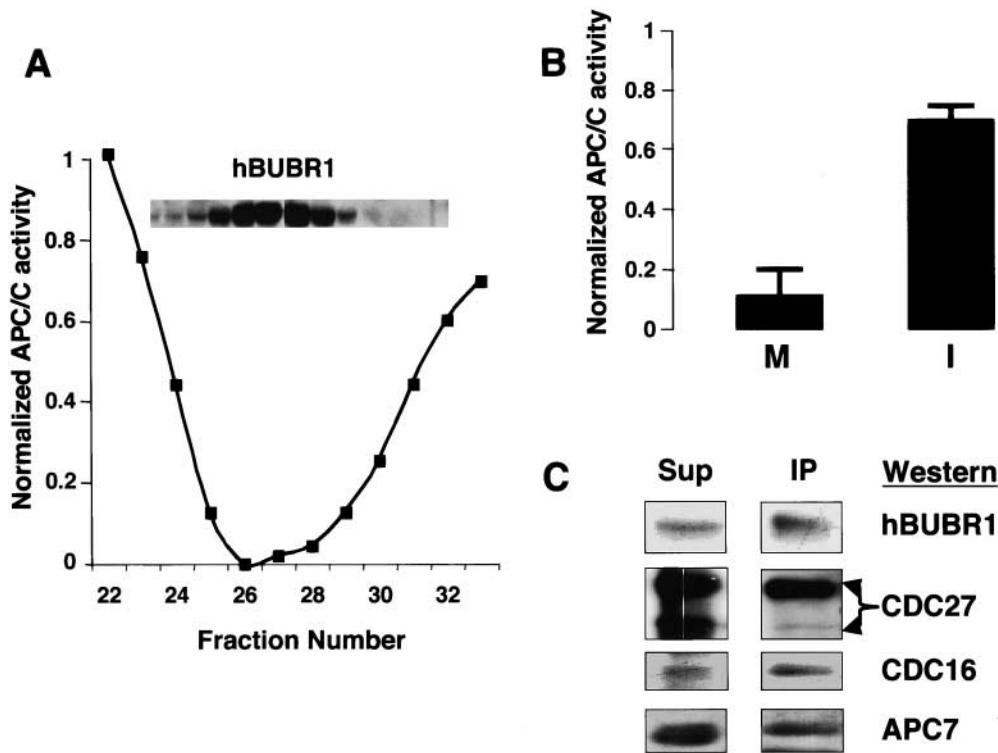 A
hBUBR1
Normalized APC/C activity
1
0.8
0.6
0.4
0.2
0
22 24 26 28 30 32
Fraction Number
B
Normalized APC/C activity
1
0.8
0.6
0.4
0.2
0
M I
C
Sup IP Western
hBUBR1
CDC27
CDC16
APC7